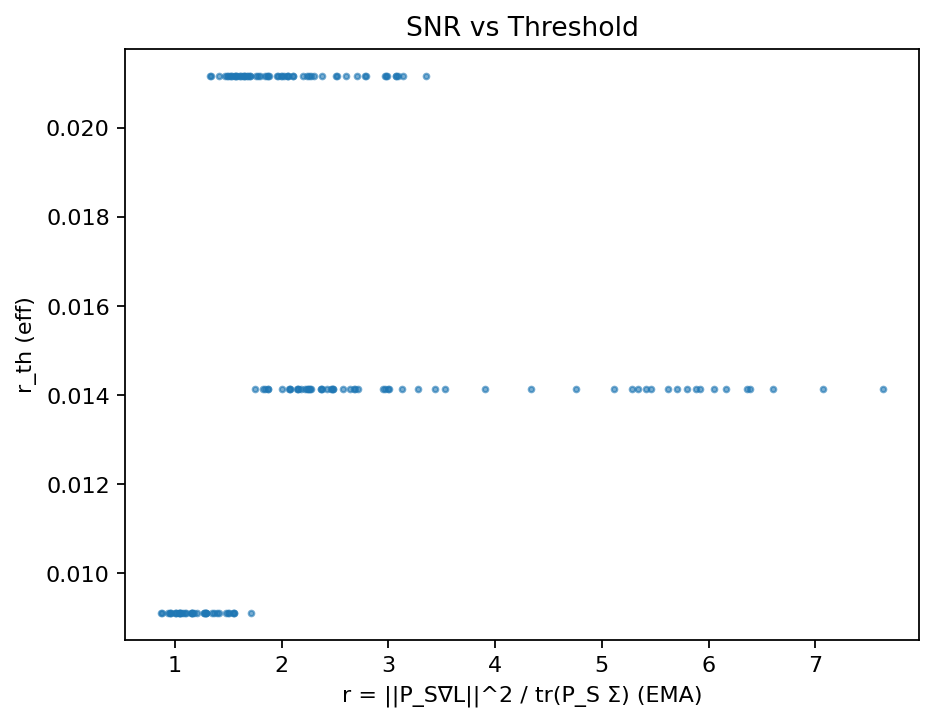 SNR vs Threshold
r_th (eff)
0.020
0.018
0.016
0.014
0.012
0.010
1 2 3 4 5 6 7
r = ||P_S∇L||^2 / tr(P_S Σ) (EMA)